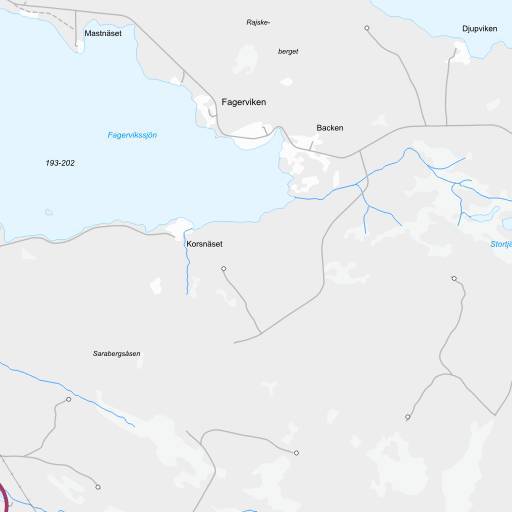 Rajske-
Djupviken
Mastnäset
berget
Fagerviken
Backen
Fagervikssjön
193-202
Korsnäset
Stortj
Sarabergsåsen